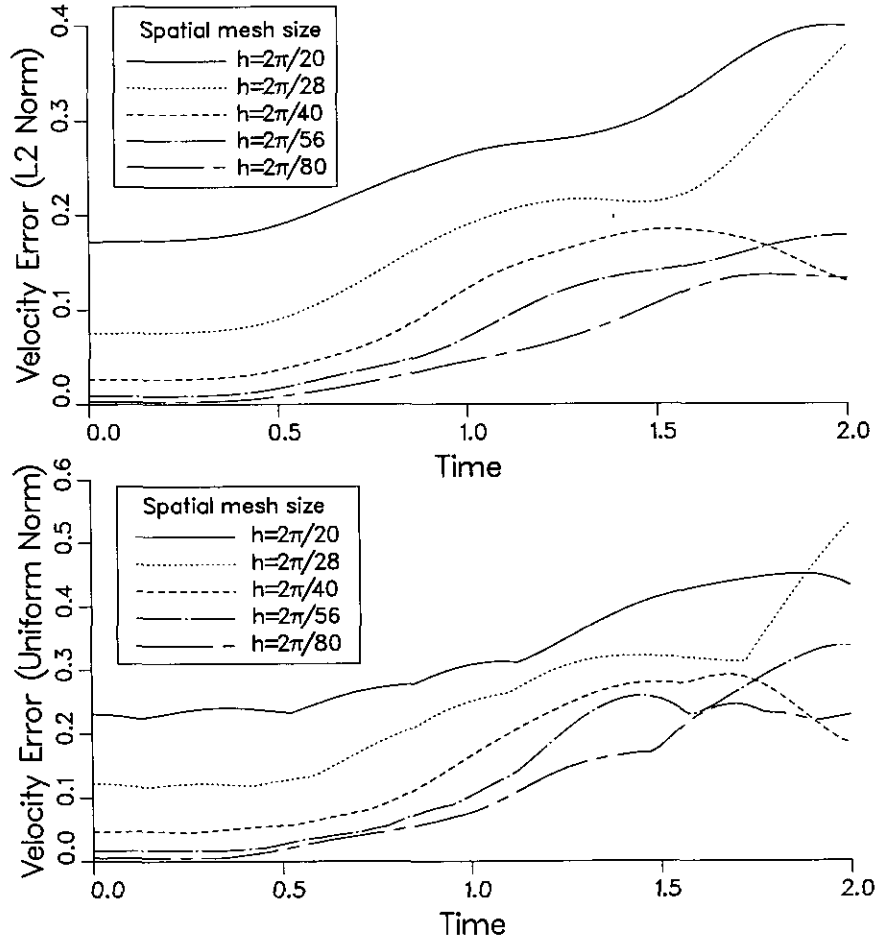 Velocity Error (L2 Norm)
0.4
0.3
0.2
0.1
0.0
Spatial mesh size
h=2π/20
h=2π/28
h=2π/40
h=2π/56
h=2π/80
0.0 0.5 1.0 1.5 2.0
Time
Velocity Error (Uniform Norm)
0.6
0.5
0.4
0.3
0.2
0.1
0.0
Spatial mesh size
h=2π/20
h=2π/28
h=2π/40
h=2π/56
h=2π/80
0.0 0.5 1.0 1.5 2.0
Time